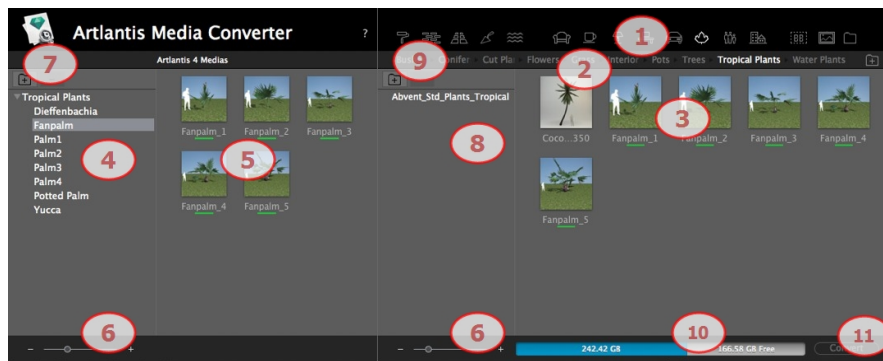 Artlantis Media Converter
?
1
7
Artlantis 4 Medias
9
Conifer Cut Pla Flowers Interior Pots Trees Tropical Plants Water Plants
2
Tropical Plants
Dieffenbachia
Fanpalm
Palm1
Palm2
Palm3
Palm4
Potted Palm
Yucca
4
Fanpalm_1 Fanpalm_2 Fanpalm_3
5
Fanpalm_4 Fanpalm_5
Abvent_Std_Plants_Tropical
8
3
Coco...350 Fanpalm_1 Fanpalm_2 Fanpalm_3 Fanpalm_4
Fanpalm_5
6
- +
6
- +
242.42 GB
10
166.58 GB Free
11